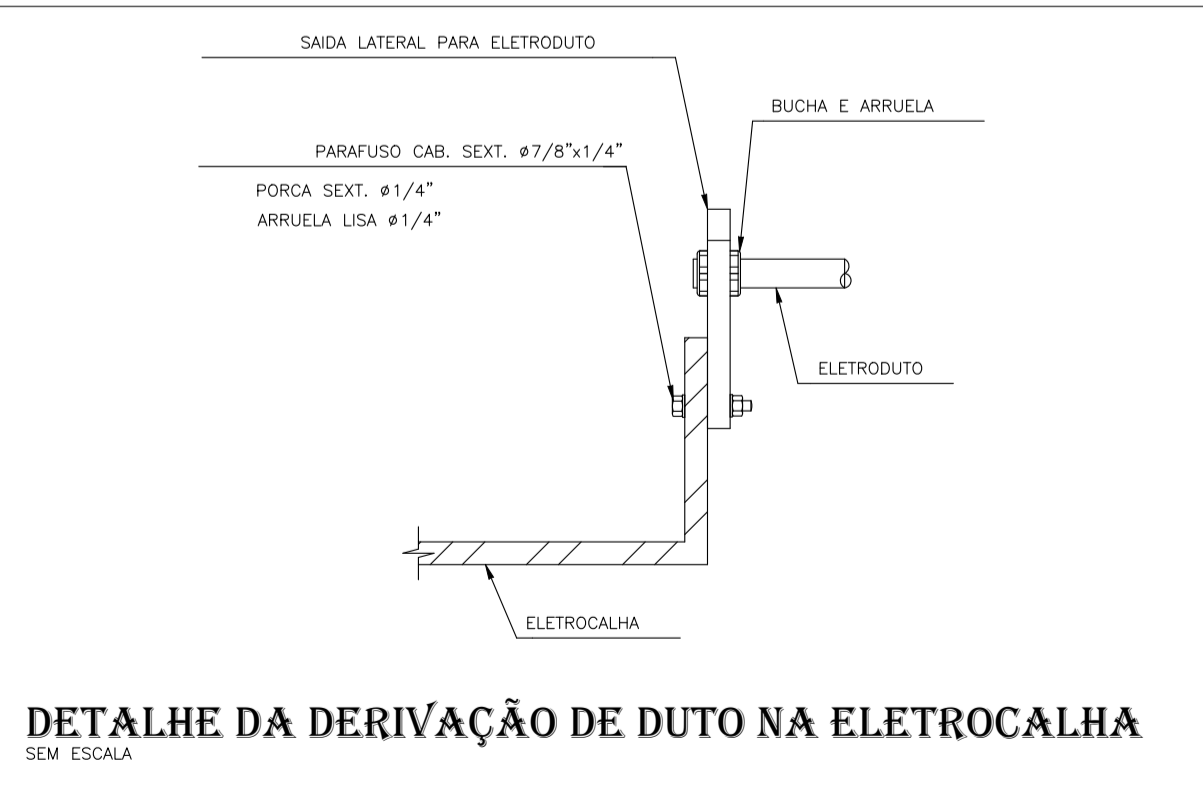 SAIDA LATERAL PARA ELETRODUTO
BUCHA E ARRUELA
PARAFUSO CAB. SEXT. ø7/8”x1/4”
PORCA SEXT. ø1/4”
ARRUELA LISA ø1/4”
ELETRODUTO
ELETROCALHA
DETALHE DA DERIVAÇÃO DE DUTO NA ELETROCALHA
SEM ESCALA